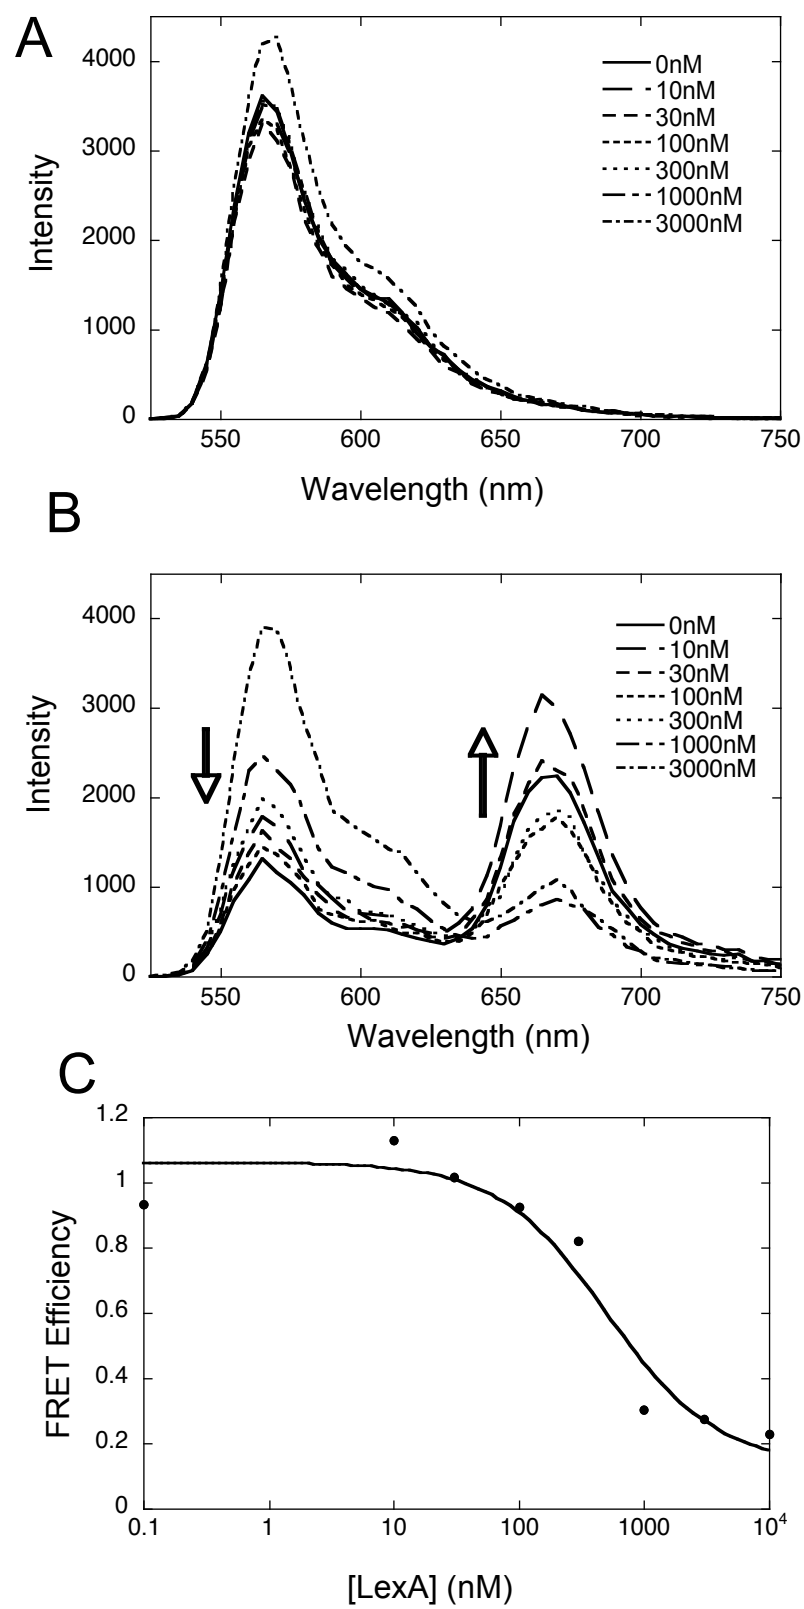 A
4000
3000
2000
1000
0
Intensity
0nM
10nM
30nM
100nM
300nM
1000nM
3000nM
550 600 650 700 750
Wavelength (nm)
B
4000
3000
2000
1000
0
Intensity
0nM
10nM
30nM
100nM
300nM
1000nM
3000nM
550 600 650 700 750
Wavelength (nm)
C
1.2
1
0.8
0.6
0.4
0.2
0
FRET Efficiency
0.1 1 10 100 1000 10⁴
[LexA] (nM)